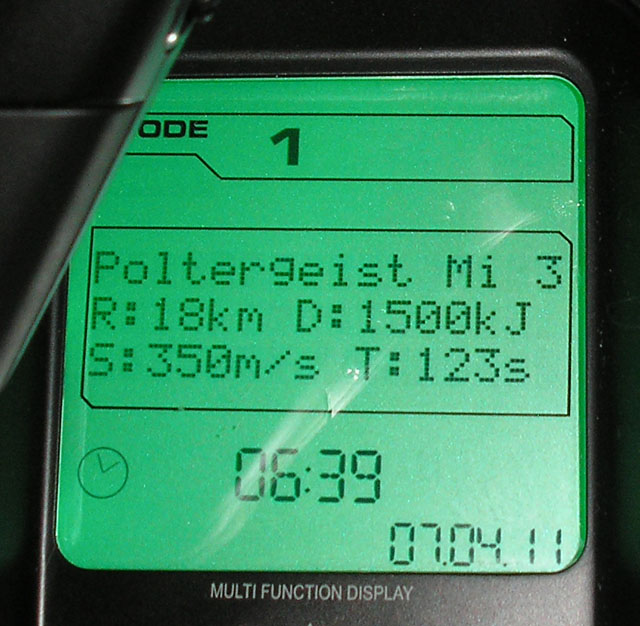 ODE 1
Poltergeist Mi 3
R:18km D:1500kJ
S:350m/s T:123s
06:39
07.04.11
MULTI FUNCTION DISPLAY